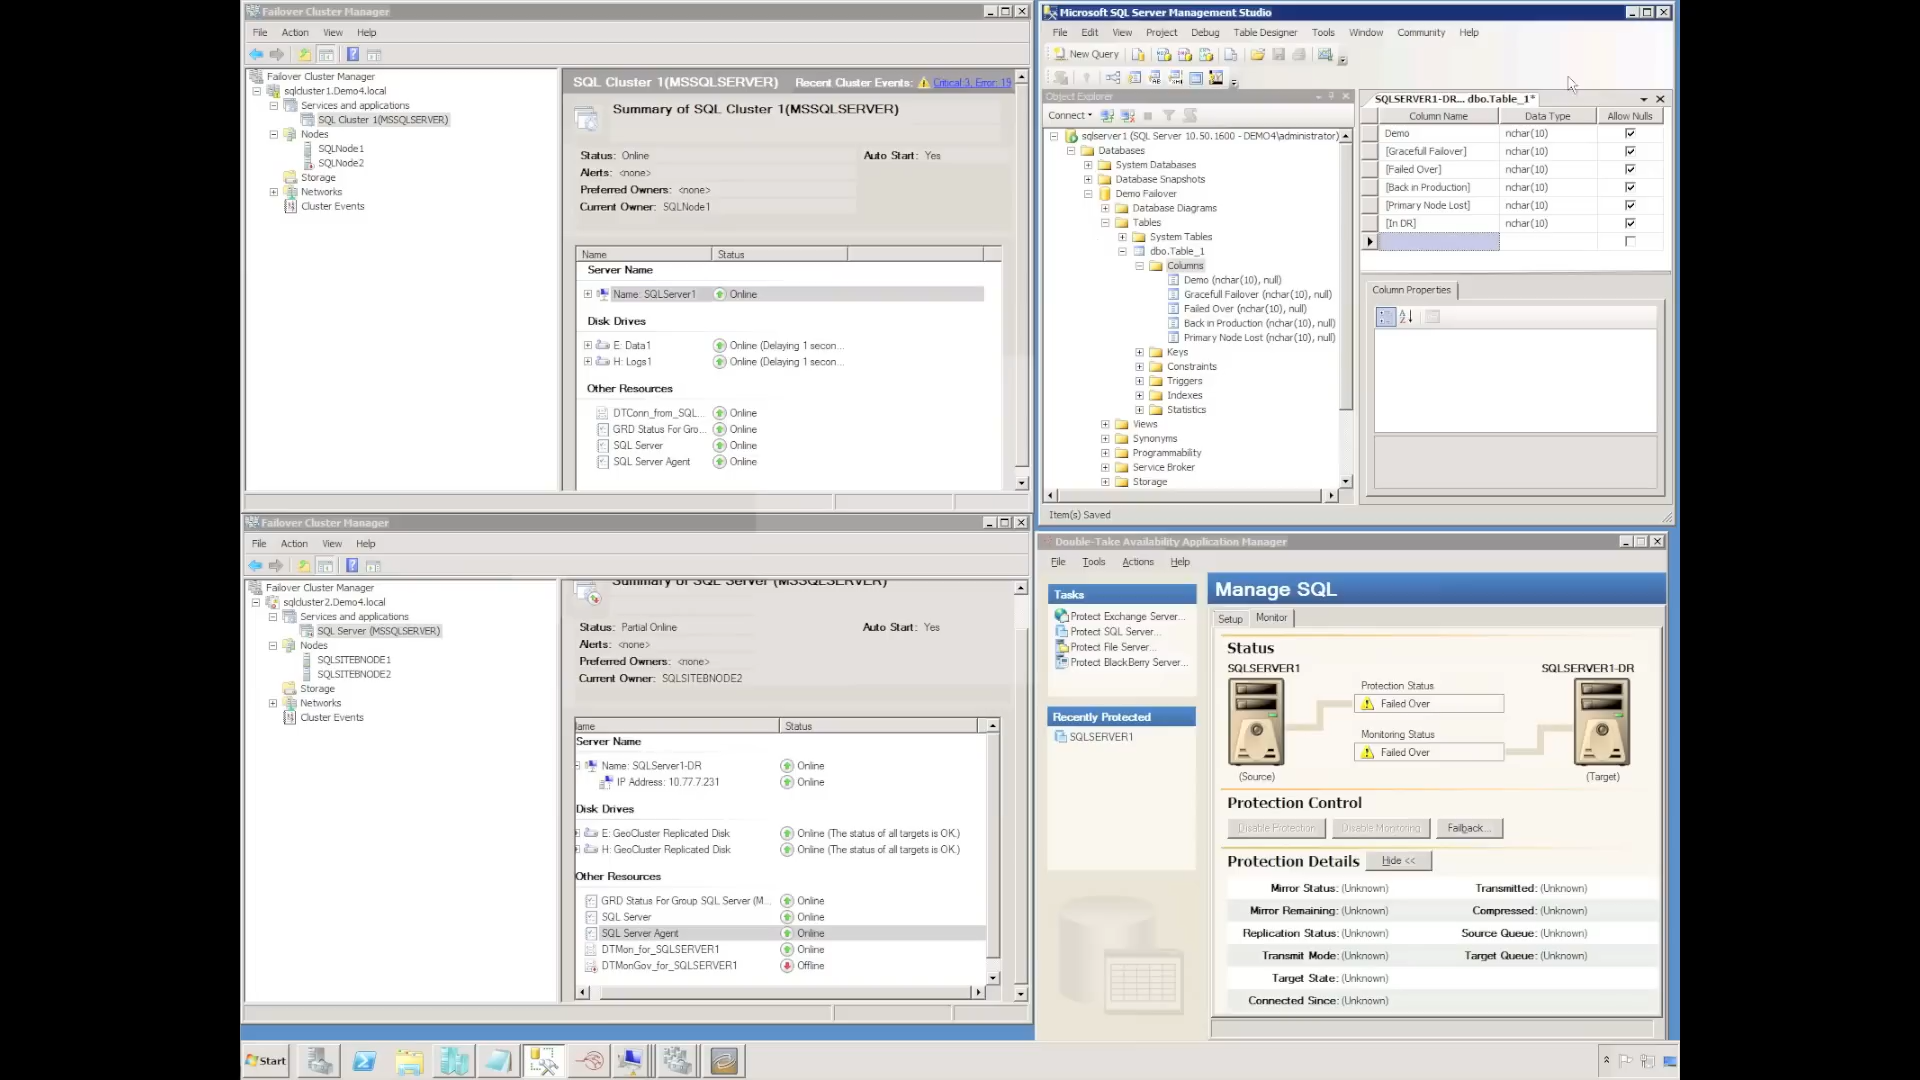 Failover Cluster Manager
File Action View Help
Failover Cluster Manager
sqlcluster1.Demo4.local
Services and applications
SQL Cluster 1(MSSQLSERVER)
Nodes
SQLNode1
SQLNode2
Storage
Networks
Cluster Events
SQL Cluster 1(MSSQLSERVER) Recent Cluster Events: Critical 3, Error: 19
Summary of SQL Cluster 1(MSSQLSERVER)
Status: Online Auto Start: Yes
Alerts: <none>
Preferred Owners: <none>
Current Owner: SQLNode1
Name Status
Server Name
Name: SQLServer1 Online
Disk Drives
E: Data1 Online (Delaying 1 secon...
H: Logs1 Online (Delaying 1 secon...
Other Resources
DTConn_from_SQL... Online
GRD Status For Gro... Online
SQL Server Online
SQL Server Agent Online
Microsoft SQL Server Management Studio
File Edit View Project Debug Table Designer Tools Window Community Help
New Query
Object Explorer
Connect
sqlserver1 (SQL Server 10.50.1600 - DEMO4\administrator)
Databases
System Databases
Database Snapshots
Demo Failover
Database Diagrams
Tables
System Tables
dbo.Table_1
Columns
Demo (nchar(10), null)
Gracefull Failover (nchar(10), null)
Failed Over (nchar(10), null)
Back in Production (nchar(10), null)
Primary Node Lost (nchar(10), null)
Keys
Constraints
Triggers
Indexes
Statistics
Views
Synonyms
Programmability
Service Broker
Storage
SQLSERVER1-DR... dbo.Table_1*
Column Name Data Type Allow Nulls
Demo nchar(10)
[Gracefull Failover] nchar(10)
[Failed Over] nchar(10)
[Back in Production] nchar(10)
[Primary Node Lost] nchar(10)
[In DR] nchar(10)
Column Properties
Item(s) Saved
Failover Cluster Manager
File Action View Help
Failover Cluster Manager
sqlcluster2.Demo4.local
Services and applications
SQL Server (MSSQLSERVER)
Nodes
SQLSITEBNODE1
SQLSITEBNODE2
Storage
Networks
Cluster Events
Summary of SQL Server (MSSQLSERVER)
Status: Partial Online Auto Start: Yes
Alerts: <none>
Preferred Owners: <none>
Current Owner: SQLSITEBNODE2
lame Status
Server Name
Name: SQLServer1-DR Online
IP Address: 10.77.7.231 Online
Disk Drives
E: GeoCluster Replicated Disk Online (The status of all targets is OK.)
H: GeoCluster Replicated Disk Online (The status of all targets is OK.)
Other Resources
GRD Status For Group SQL Server (M... Online
SQL Server Online
SQL Server Agent Online
DTMon_for_SQLSERVER1 Online
DTMonGov_for_SQLSERVER1 Offline
Double-Take Availability Application Manager
File Tools Actions Help
Tasks
Protect Exchange Server...
Protect SQL Server...
Protect File Server...
Protect BlackBerry Server...
Recently Protected
SQLSERVER1
Manage SQL
Setup Monitor
Status
SQLSERVER1 SQLSERVER1-DR
Protection Status
Failed Over
Monitoring Status
Failed Over
(Source) (Target)
Protection Control
Disable Protection Disable Monitoring Failback...
Protection Details Hide <<
Mirror Status: (Unknown) Transmitted: (Unknown)
Mirror Remaining: (Unknown) Compressed: (Unknown)
Replication Status: (Unknown) Source Queue: (Unknown)
Transmit Mode: (Unknown) Target Queue: (Unknown)
Target State: (Unknown)
Connected Since: (Unknown)
Start